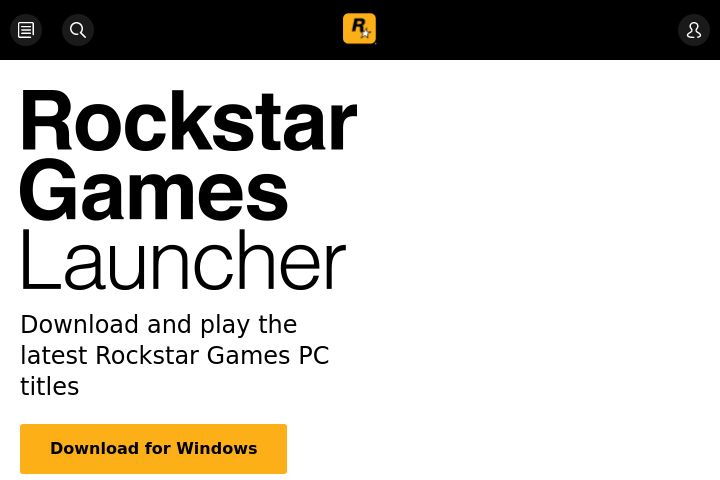 R
Rockstar
Games
Launcher
Download and play the
latest Rockstar Games PC
titles
Download for Windows